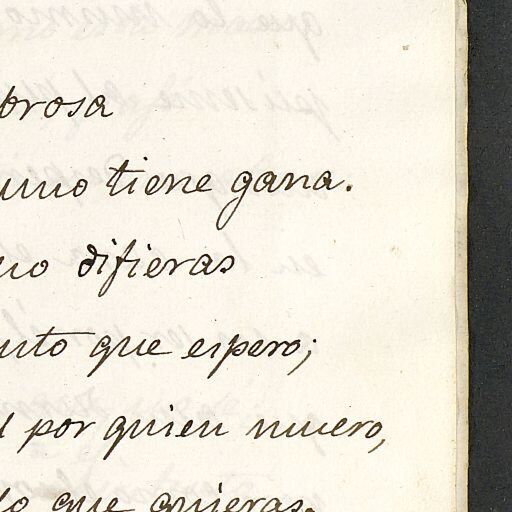 brosa
uno tiene gana.
no difieras
nto que espero;
l por quien muero,
lo que quieras.